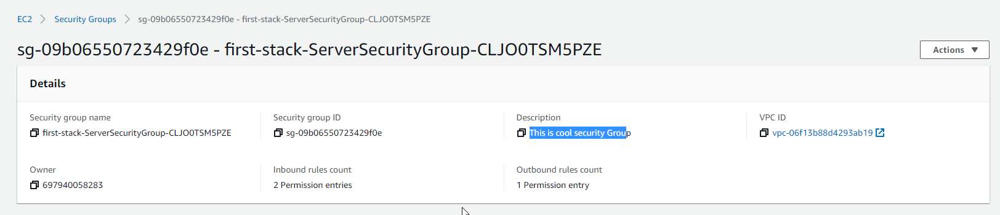 EC2 > Security Groups > sg-09b06550723429f0e - first-stack-ServerSecurityGroup-CLJO0TSM5PZE
sg-09b06550723429f0e - first-stack-ServerSecurityGroup-CLJO0TSM5PZE
Actions
Details
Security group name
first-stack-ServerSecurityGroup-CLJO0TSM5PZE
Security group ID
sg-09b06550723429f0e
Description
This is cool security Group
VPC ID
vpc-06f13b88d4293ab19
Owner
697940058283
Inbound rules count
2 Permission entries
Outbound rules count
1 Permission entry